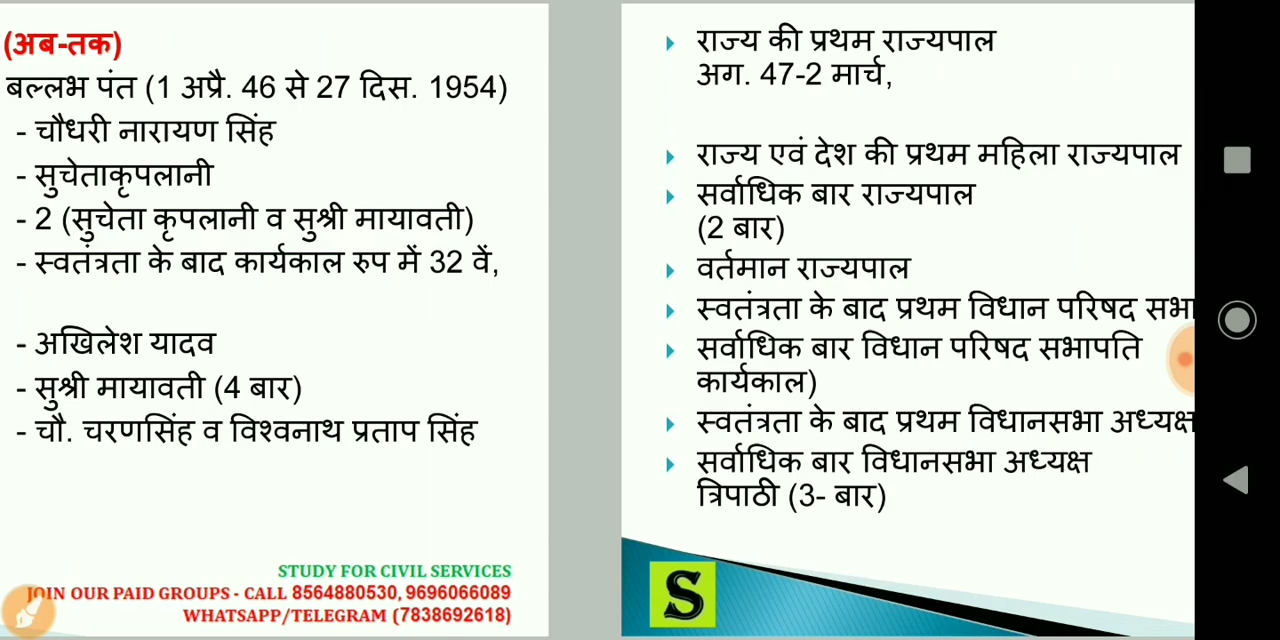 (अब-तक)
बल्लभ पंत (1 अप्रै. 46 से 27 दिस. 1954)
- चौधरी नारायण सिंह
- सुचेताकृपलानी
- 2 (सुचेता कृपलानी व सुश्री मायावती)
- स्वतंत्रता के बाद कार्यकाल रुप में 32 वें,
- अखिलेश यादव
- सुश्री मायावती (4 बार)
- चौ. चरणसिंह व विश्वनाथ प्रताप सिंह
STUDY FOR CIVIL SERVICES
JOIN OUR PAID GROUPS - CALL 8564880530, 9696066089
WHATSAPP/TELEGRAM (7838692618)
राज्य की प्रथम राज्यपाल
अग. 47-2 मार्च,
राज्य एवं देश की प्रथम महिला राज्यपाल
सर्वाधिक बार राज्यपाल
(2 बार)
वर्तमान राज्यपाल
स्वतंत्रता के बाद प्रथम विधान परिषद सभा
सर्वाधिक बार विधान परिषद सभापति
कार्यकाल)
स्वतंत्रता के बाद प्रथम विधानसभा अध्यक्ष
सर्वाधिक बार विधानसभा अध्यक्ष
त्रिपाठी (3- बार)
S